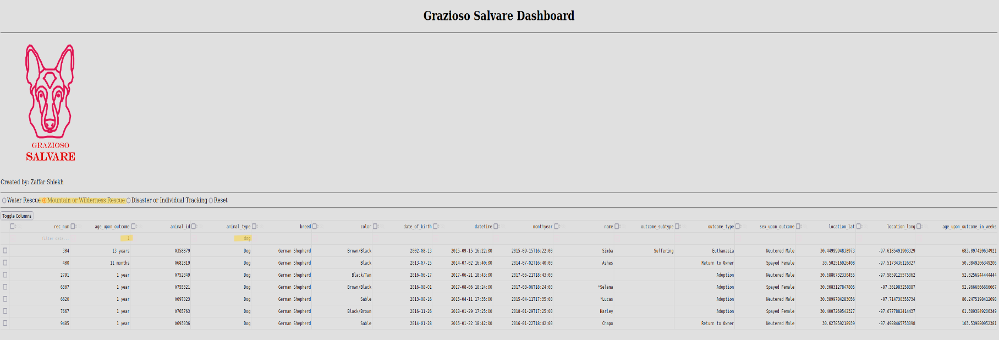 Grazioso Salvare Dashboard
GRAZIOSO
SALVARE
Created by: Zaffar Shiekh
Water Rescue Mountain or Wilderness Rescue Disaster or Individual Tracking Reset
Toggle Columns
rec_num age_upon_outcome animal_id animal_type breed color date_of_birth datetime monthyear name outcome_subtype outcome_type sex_upon_outcome location_lat location_long age_upon_outcome_in_weeks
filter data... 1 dog
304 13 years A358879 Dog German Shepherd Brown/Black 2002-08-13 2015-09-15 16:22:00 2015-09-15T16:22:00 Simba Suffering Euthanasia Neutered Male 30.4499994838973 -97.6185491903329 683.097420634921
400 11 months A681819 Dog German Shepherd Black 2013-07-15 2014-07-02 16:40:00 2014-07-02T16:40:00 Ashes Return to Owner Spayed Female 30.502516926408 -97.5173436126027 50.3849206349206
2791 1 year A752049 Dog German Shepherd Black/Tan 2016-06-17 2017-06-21 18:43:00 2017-06-21T18:43:00 Adoption Neutered Male 30.6886732330455 -97.5859125575062 52.8256944444444
6307 1 year A755321 Dog German Shepherd Brown/Black 2016-08-01 2017-08-06 18:24:00 2017-08-06T18:24:00 *Selena Adoption Spayed Female 30.3083127847805 -97.361983258887 52.9666666666667
6620 1 year A697023 Dog German Shepherd Sable 2013-08-16 2015-04-11 17:35:00 2015-04-11T17:35:00 *Lucas Adoption Neutered Male 30.3899784283056 -97.714730355734 86.2475198412698
7667 1 year A765763 Dog German Shepherd Black/Brown 2016-11-26 2018-01-29 17:25:00 2018-01-29T17:25:00 Harley Adoption Spayed Female 30.4007269542327 -97.6777882414437 61.3893849206349
9485 1 year A693036 Dog German Shepherd Sable 2014-01-28 2016-01-22 18:42:00 2016-01-22T18:42:00 Chapo Return to Owner Neutered Male 30.627859218939 -97.4988465753098 103.539880952381